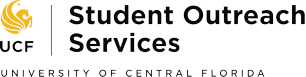 UCF
Student Outreach
Services
UNIVERSITY OF CENTRAL FLORIDA